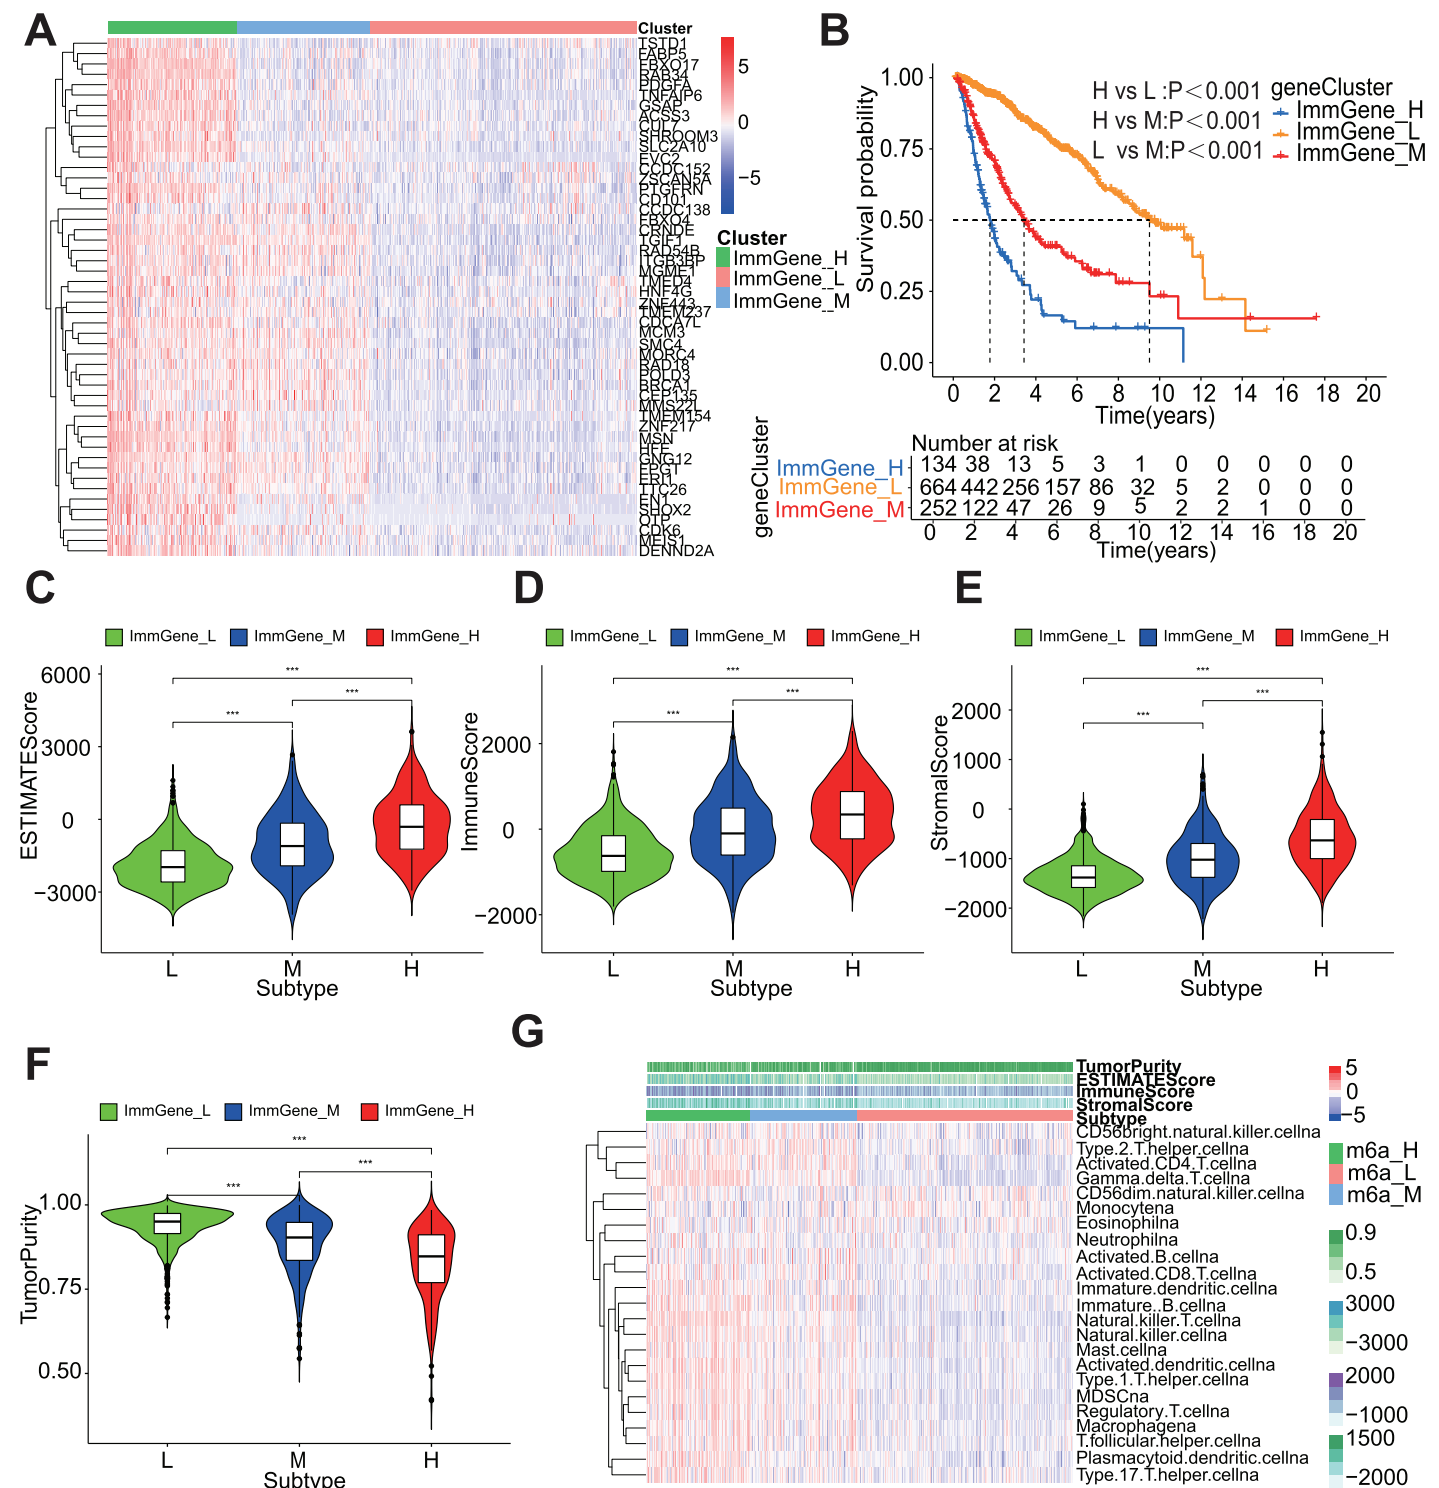 A
Cluster
TSTD1
FABP5
FBXO17
RAB34
PDGFA
TNFAIP6
GSAP
ACSS3
CUL7
SHROOM3
SLC2A10
EVC2
CCDC152
ZSCAN5A
PTGFRN
CD101
CCDC138
FBXO4
CRNDE
TGIF1
RAD54B
ITGB3BP
MGME1
TMED4
HNF4G
ZNF443
TMEM237
CDCA7L
MCM3
SMC4
MORC4
RAD18
POLD3
BRCA1
CEP135
MMS22L
TMEM154
ZNF217
MSN
HFE
GNG12
FPGT
ERI1
TTC26
EN1
SHOX2
OTP
CDK6
MEIS1
DENND2A
5
0
−5
Cluster
ImmGene_H
ImmGene_L
ImmGene_M
B
Survival probability
1.00
0.75
0.50
0.25
0.00
H vs L :P<0.001
H vs M:P<0.001
L vs M:P<0.001
geneCluster
ImmGene_H
ImmGene_L
ImmGene_M
0 2 4 6 8 10 12 14 16 18 20
Time(years)
geneCluster
Number at risk
ImmGene_H 134 38 13 5 3 1 0 0 0 0 0
ImmGene_L 664 442 256 157 86 32 5 2 0 0 0
ImmGene_M 252 122 47 26 9 5 2 2 1 0 0
0 2 4 6 8 10 12 14 16 18 20
Time(years)
C
ImmGene_L ImmGene_M ImmGene_H
ESTIMATEScore
6000
3000
0
−3000
***
***
***
L M H
Subtype
D
ImmGene_L ImmGene_M ImmGene_H
ImmuneScore
2000
0
−2000
***
***
***
L M H
Subtype
E
ImmGene_L ImmGene_M ImmGene_H
StromalScore
2000
1000
0
−1000
−2000
***
***
***
L M H
Subtype
F
ImmGene_L ImmGene_M ImmGene_H
TumorPurity
1.00
0.75
0.50
***
***
***
L M H
Subtype
G
TumorPurity
ESTIMATEScore
ImmuneScore
StromalScore
Subtype
CD56bright.natural.killer.cellna
Type.2.T.helper.cellna
Activated.CD4.T.cellna
Gamma.delta.T.cellna
CD56dim.natural.killer.cellna
Monocytena
Eosinophilna
Neutrophilna
Activated.B.cellna
Activated.CD8.T.cellna
Immature.dendritic.cellna
Immature..B.cellna
Natural.killer.T.cellna
Natural.killer.cellna
Mast.cellna
Activated.dendritic.cellna
Type.1.T.helper.cellna
MDSCna
Regulatory.T.cellna
Macrophagena
T.follicular.helper.cellna
Plasmacytoid.dendritic.cellna
Type.17.T.helper.cellna
5
0
−5
m6a_H
m6a_L
m6a_M
0.9
0.5
3000
−3000
2000
−1000
1500
−2000